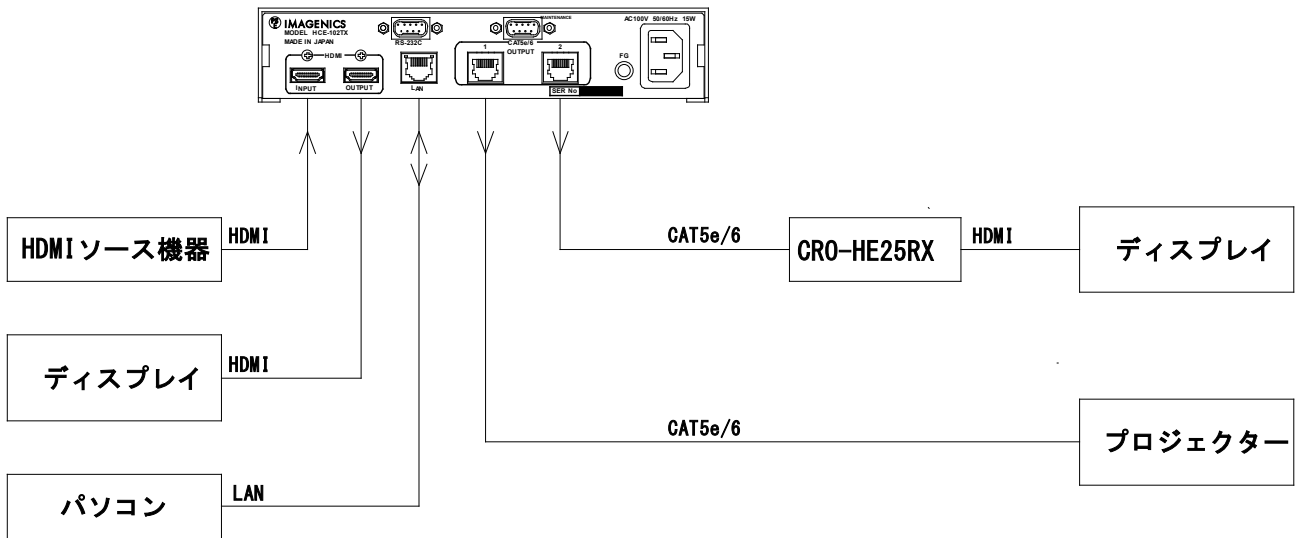 IMAGENICS
MODEL HCE-102TX
MADE IN JAPAN
RS-232C
MAINTENANCE
AC100V 50/60Hz 15W
HDMI
INPUT
OUTPUT
LAN
CAT5e/6
OUTPUT
1
2
SER No
FG
HDMIソース機器
HDMI
CAT5e/6
CRO-HE25RX
HDMI
ディスプレイ
ディスプレイ
HDMI
CAT5e/6
プロジェクター
パソコン
LAN